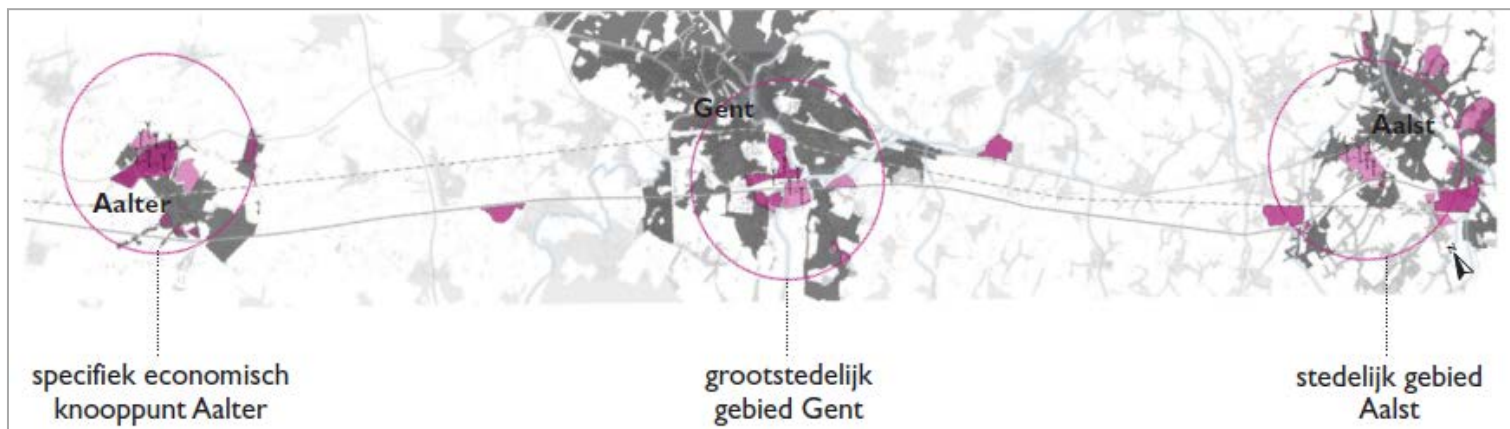 Gent
Aalst
Aalter
specifiek economisch
knooppunt Aalter
grootstedelijk
gebied Gent
stedelijk gebied
Aalst